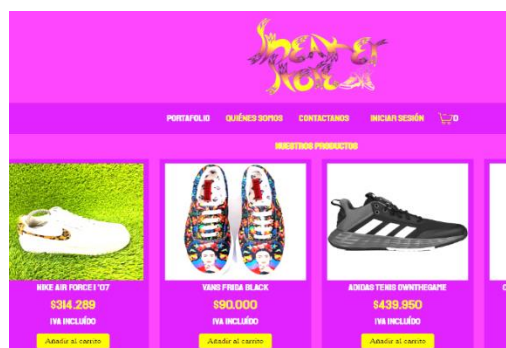 SNEAKER
PORTAFOLIO QUIÉNES SOMOS CONTACTANOS INICIAR SESIÓN 0
NUESTROS PRODUCTOS
NIKE AIR FORCE 1 '07
$314.289
IVA INCLUÍDO
Añadir al carrito
VANS FRIDA BLACK
$90.000
IVA INCLUÍDO
Añadir al carrito
ADIDAS TENIS OWNTHEGAME
$439.950
IVA INCLUÍDO
Añadir al carrito